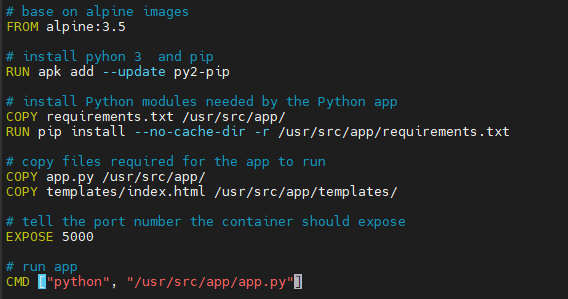 # base on alpine images
FROM alpine:3.5
# install pyhon 3  and pip
RUN apk add --update py2-pip
# install Python modules needed by the Python app
COPY requirements.txt /usr/src/app/
RUN pip install --no-cache-dir -r /usr/src/app/requirements.txt
# copy files required for the app to run
COPY app.py /usr/src/app/
COPY templates/index.html /usr/src/app/templates/
# tell the port number the container should expose
EXPOSE 5000
# run app
CMD ["python", "/usr/src/app/app.py"]